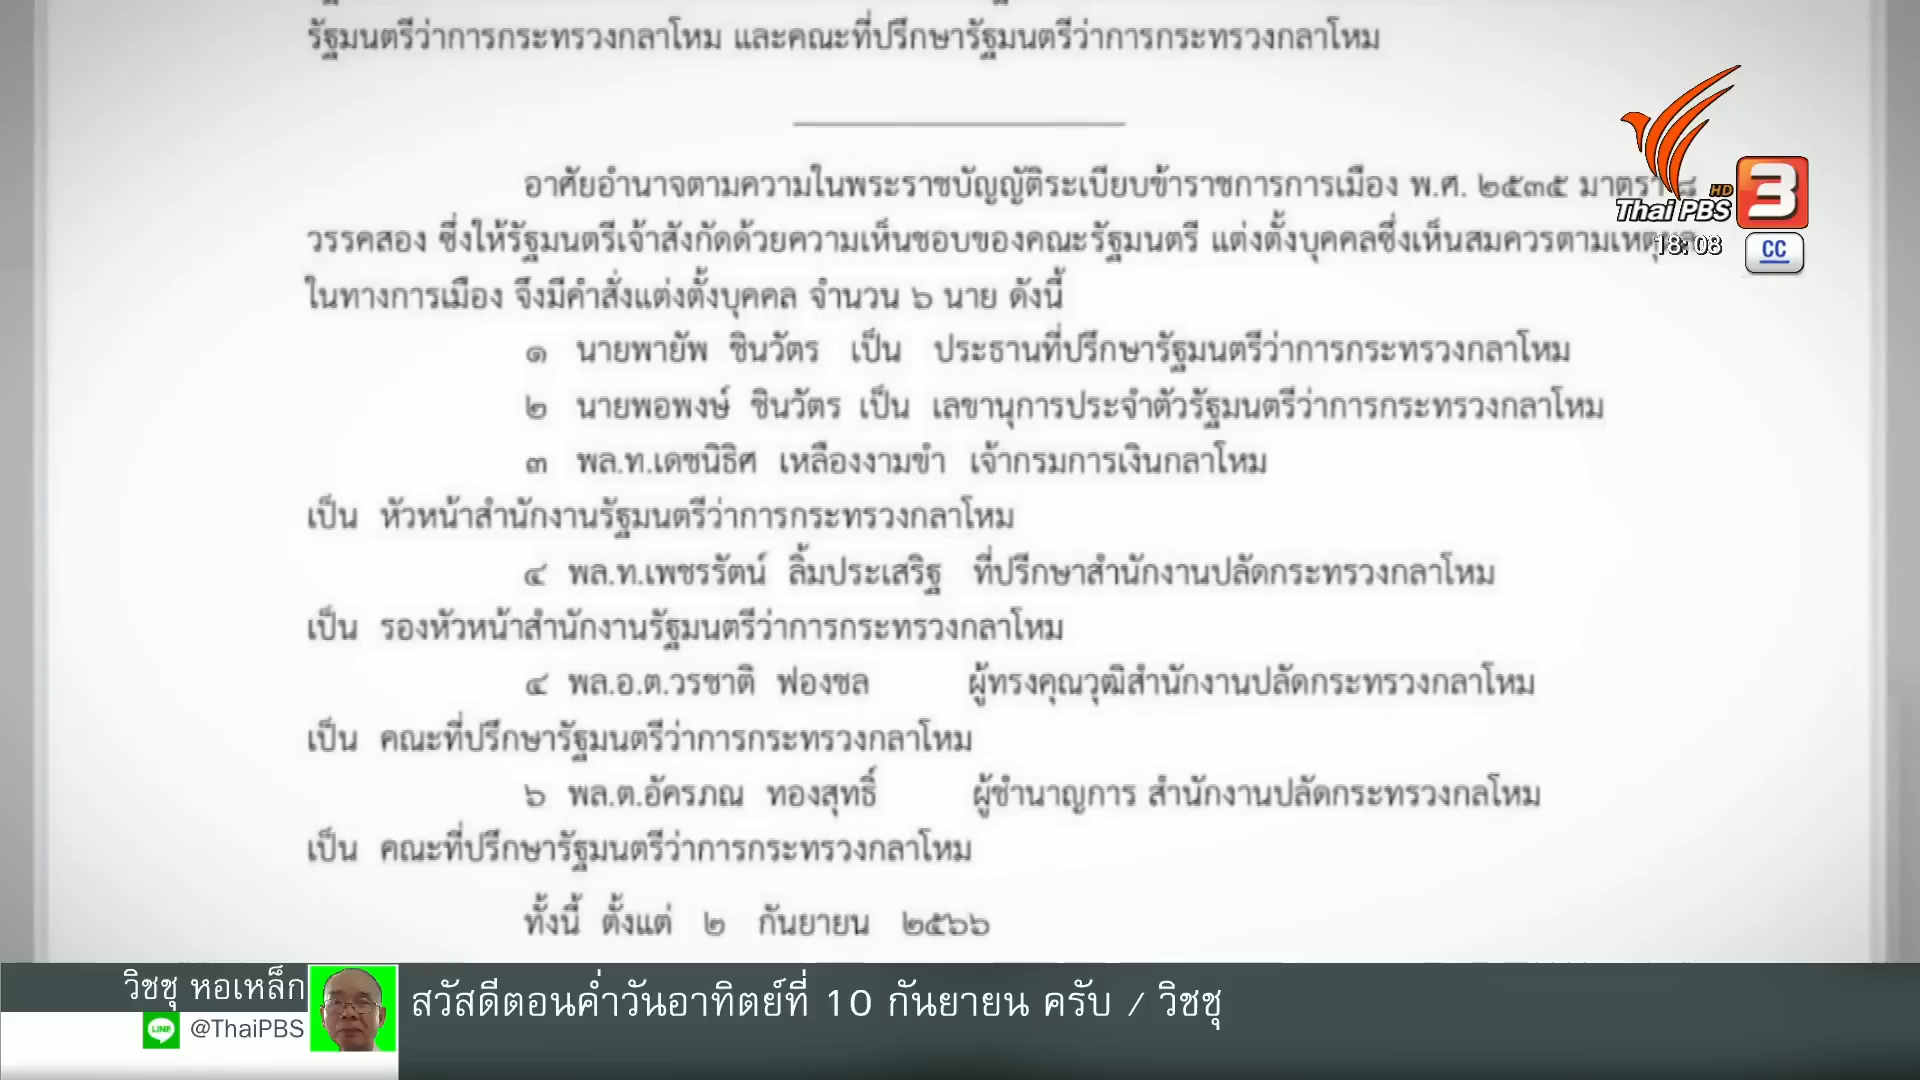 รัฐมนตรีว่าการกระทรวงกลาโหม และคณะที่ปรึกษารัฐมนตรีว่าการกระทรวงกลาโหม
อาศัยอำนาจตามความในพระราชบัญญัติระเบียบข้าราชการการเมือง พ.ศ. ๒๕๓๕ มาตรา ๘
วรรคสอง ซึ่งให้รัฐมนตรีเจ้าสังกัดด้วยความเห็นชอบของคณะรัฐมนตรี แต่งตั้งบุคคลซึ่งเห็นสมควรตามเหตุผล
ในทางการเมือง จึงมีคำสั่งแต่งตั้งบุคคล จำนวน ๖ นาย ดังนี้
๑ นายพายัพ ชินวัตร เป็น ประธานที่ปรึกษารัฐมนตรีว่าการกระทรวงกลาโหม
๒ นายพอพงษ์ ชินวัตร เป็น เลขานุการประจำตัวรัฐมนตรีว่าการกระทรวงกลาโหม
๓ พล.ท.เดชนิธิศ เหลืองงามขำ เจ้ากรมการเงินกลาโหม
เป็น หัวหน้าสำนักงานรัฐมนตรีว่าการกระทรวงกลาโหม
๔ พล.ท.เพชรรัตน์ ลิ้มประเสริฐ ที่ปรึกษาสำนักงานปลัดกระทรวงกลาโหม
เป็น รองหัวหน้าสำนักงานรัฐมนตรีว่าการกระทรวงกลาโหม
๔ พล.อ.ต.วรชาติ ฟองชล ผู้ทรงคุณวุฒิสำนักงานปลัดกระทรวงกลาโหม
เป็น คณะที่ปรึกษารัฐมนตรีว่าการกระทรวงกลาโหม
๖ พล.ต.อัครภณ ทองสุทธิ์ ผู้ชำนาญการ สำนักงานปลัดกระทรวงกลโหม
เป็น คณะที่ปรึกษารัฐมนตรีว่าการกระทรวงกลาโหม
ทั้งนี้ ตั้งแต่ ๒ กันยายน ๒๕๖๖
HD
Thai PBS 3
18:08
CC
วิชชุ หอเหล็ก
LINE @ThaiPBS
สวัสดีตอนค่ำวันอาทิตย์ที่ 10 กันยายน ครับ / วิชชุ